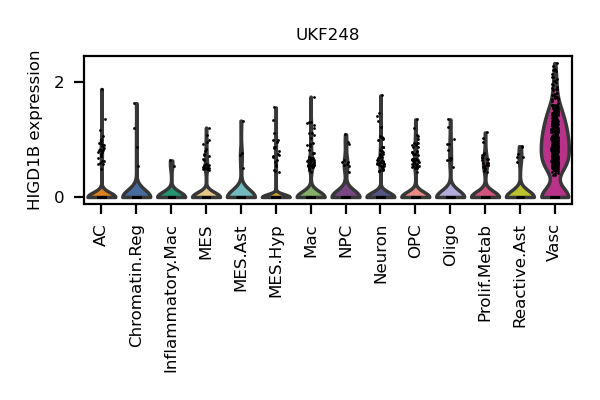 UKF248
HIGD1B expression
2
0
AC
Chromatin.Reg
Inflammatory.Mac
MES
MES.Ast
MES.Hyp
Mac
NPC
Neuron
OPC
Oligo
Prolif.Metab
Reactive.Ast
Vasc